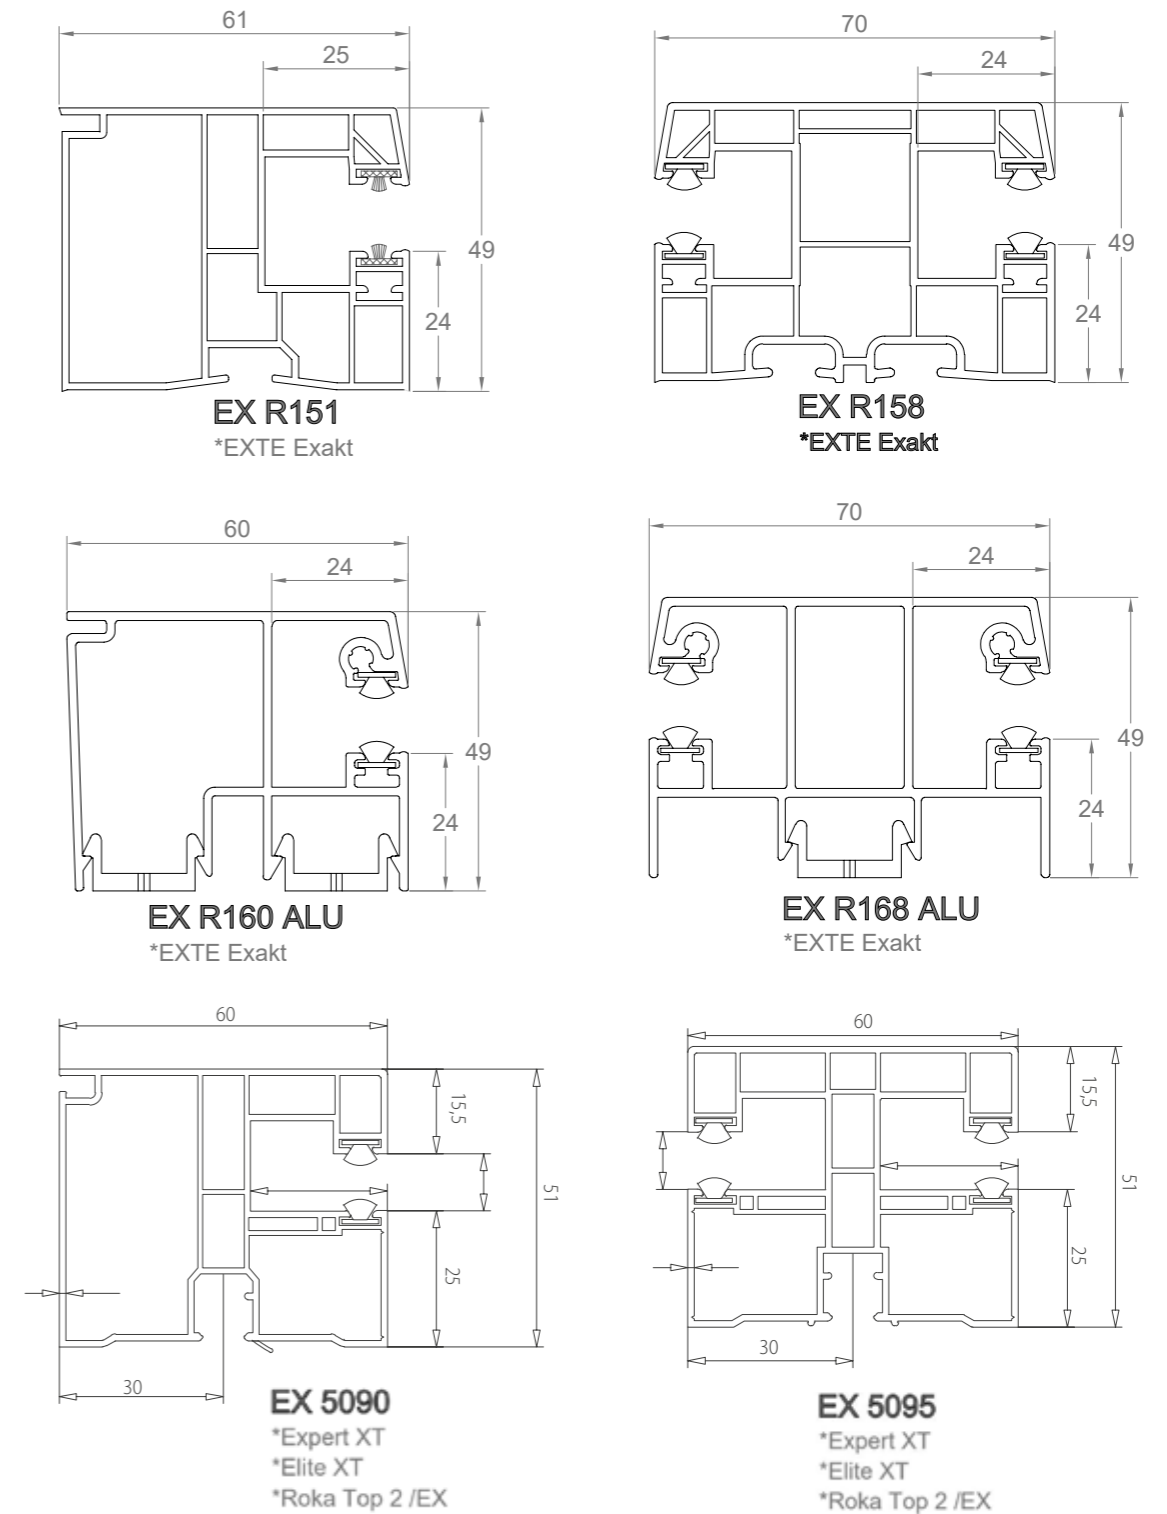 61
25
49
24
EX R151
*EXTE Exakt
70
24
49
24
EX R158
*EXTE Exakt
60
24
49
24
EX R160 ALU
*EXTE Exakt
70
24
49
24
EX R168 ALU
*EXTE Exakt
60
15,5
51
25
30
EX 5090
*Expert XT
*Elite XT
*Roka Top 2 /EX
60
15,5
51
25
30
EX 5095
*Expert XT
*Elite XT
*Roka Top 2 /EX